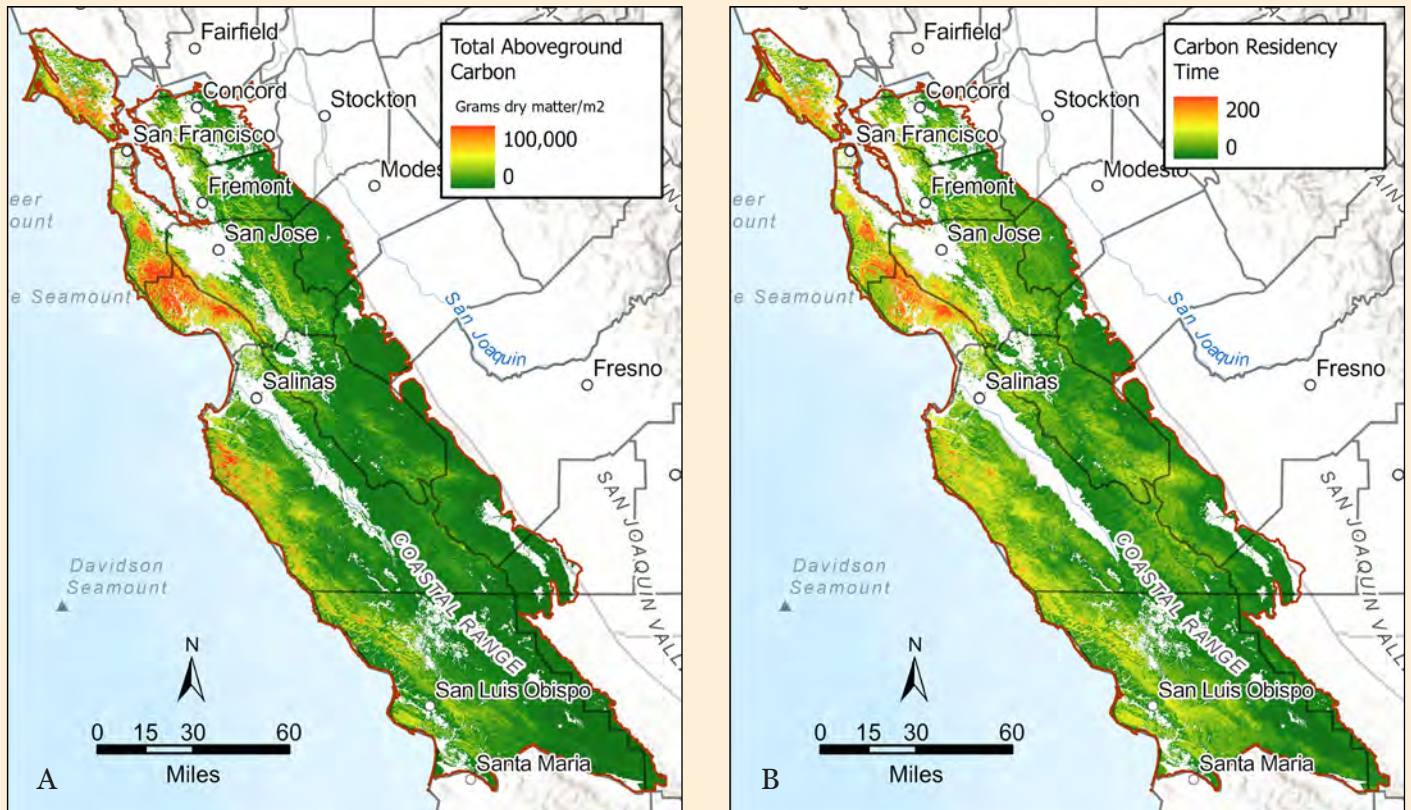 Fairfield
Total Aboveground
Carbon
Grams dry matter/m2
100,000
0
Concord
Stockton
San Francisco
Modes
Fremont
eer
ount
San Jose
e Seamount
San Joaquin
Salinas
Fresno
SAN JOAQUIN VALL
COASTAL RANGE
Davidson
Seamount
N
San Luis Obispo
0 15 30 60
Miles
Santa Maria
A
Fairfield
Carbon Residency
Time
200
0
Concord
Stockton
San Francisco
Modesto
TAINS
Fremont
eer
ount
San Jose
e Seamount
San Joaquin
Salinas
Fresno
SAN JOAQUIN VALL
COASTAL RANGE
Davidson
Seamount
N
San Luis Obispo
0 15 30 60
Miles
Santa Maria
B